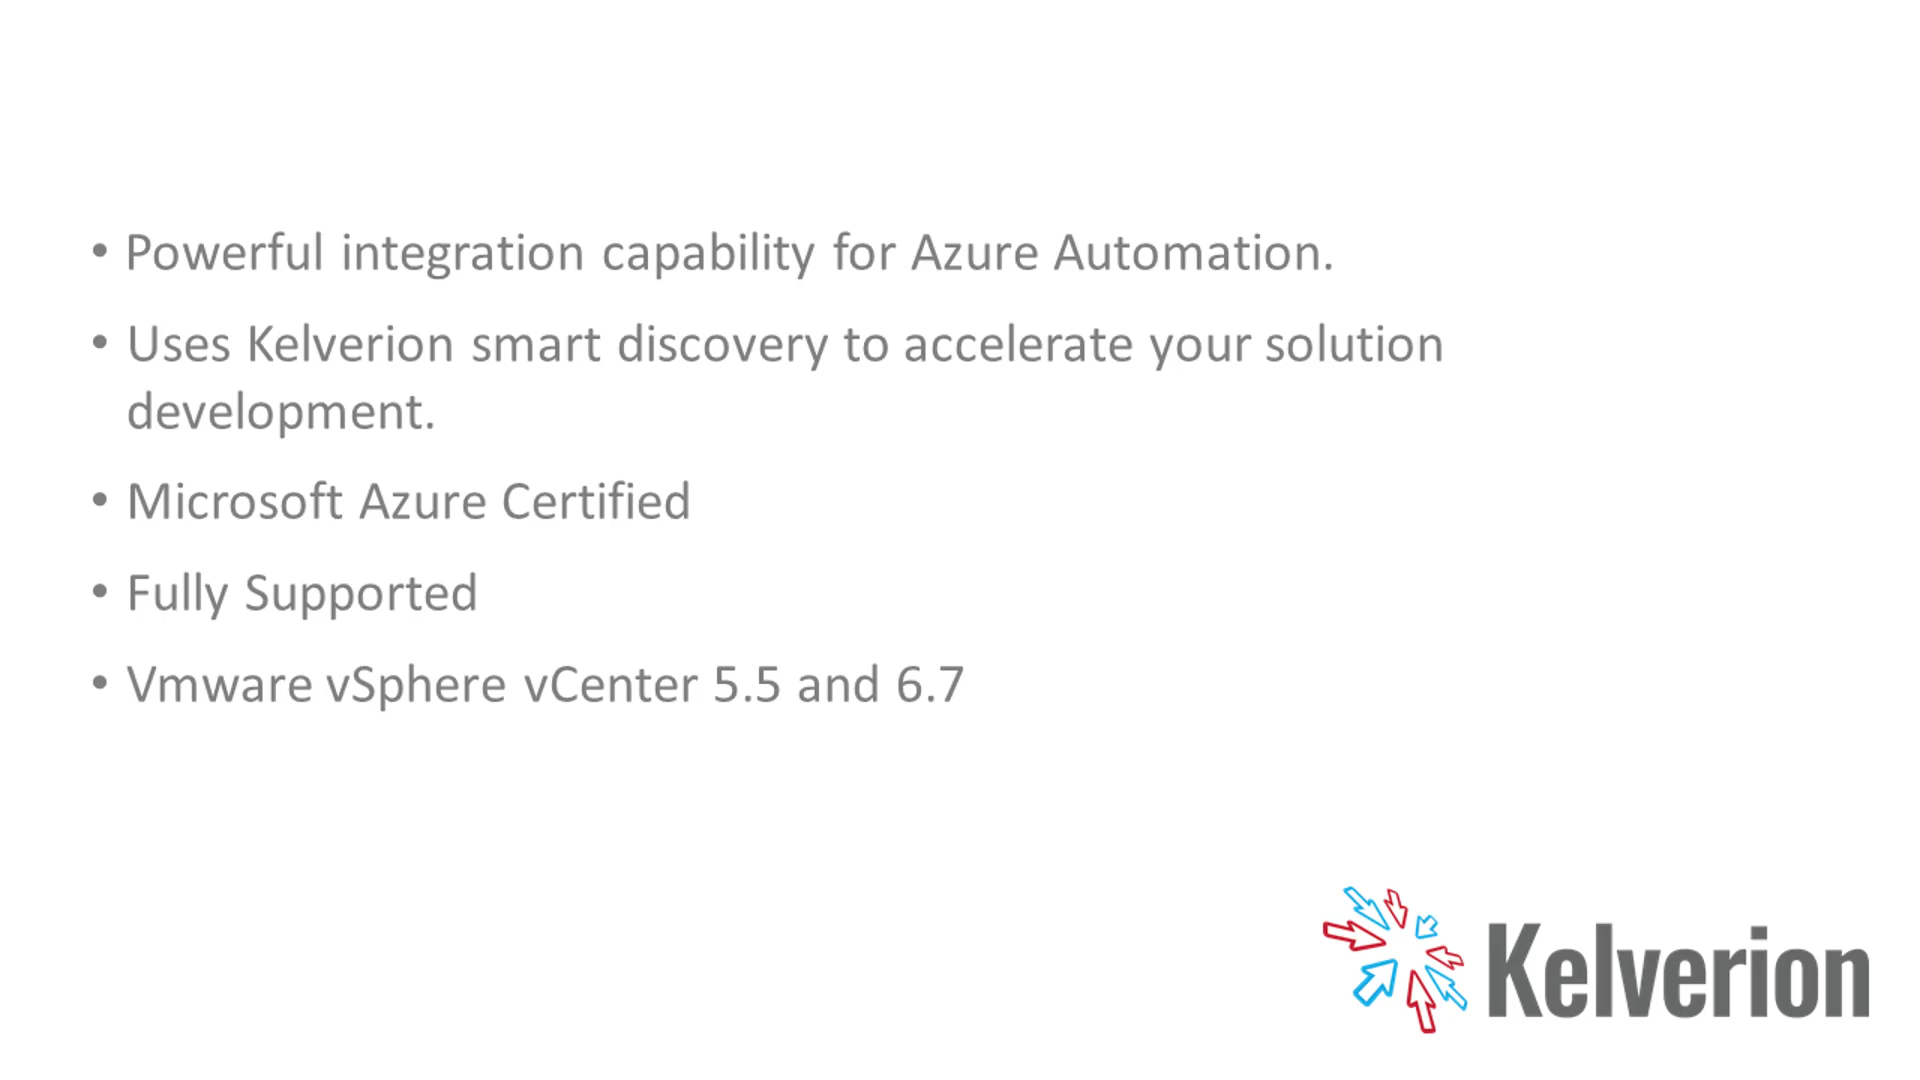 • Powerful integration capability for Azure Automation.
• Uses Kelverion smart discovery to accelerate your solution
development.
• Microsoft Azure Certified
• Fully Supported
• Vmware vSphere vCenter 5.5 and 6.7
Kelverion